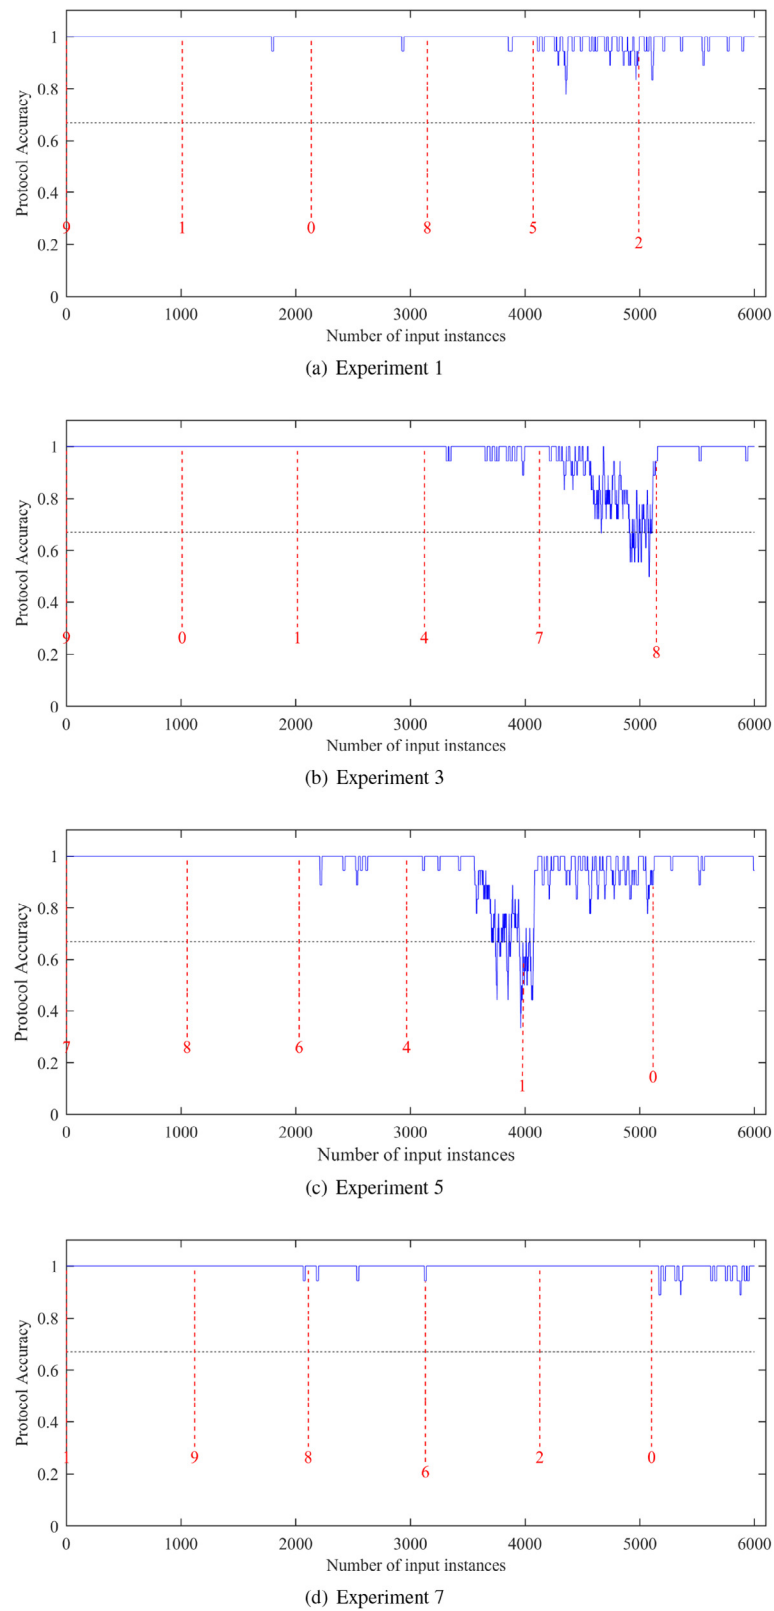 1
0.8
0.6
0.4
0.2
0
Protocol Accuracy
9 1 0 8 5 2
0 1000 2000 3000 4000 5000 6000
Number of input instances
(a) Experiment 1
1
0.8
0.6
0.4
0.2
0
Protocol Accuracy
9 0 1 4 7 8
0 1000 2000 3000 4000 5000 6000
Number of input instances
(b) Experiment 3
1
0.8
0.6
0.4
0.2
0
Protocol Accuracy
7 8 6 4 1 0
0 1000 2000 3000 4000 5000 6000
Number of input instances
(c) Experiment 5
1
0.8
0.6
0.4
0.2
0
Protocol Accuracy
1 9 8 6 2 0
0 1000 2000 3000 4000 5000 6000
Number of input instances
(d) Experiment 7